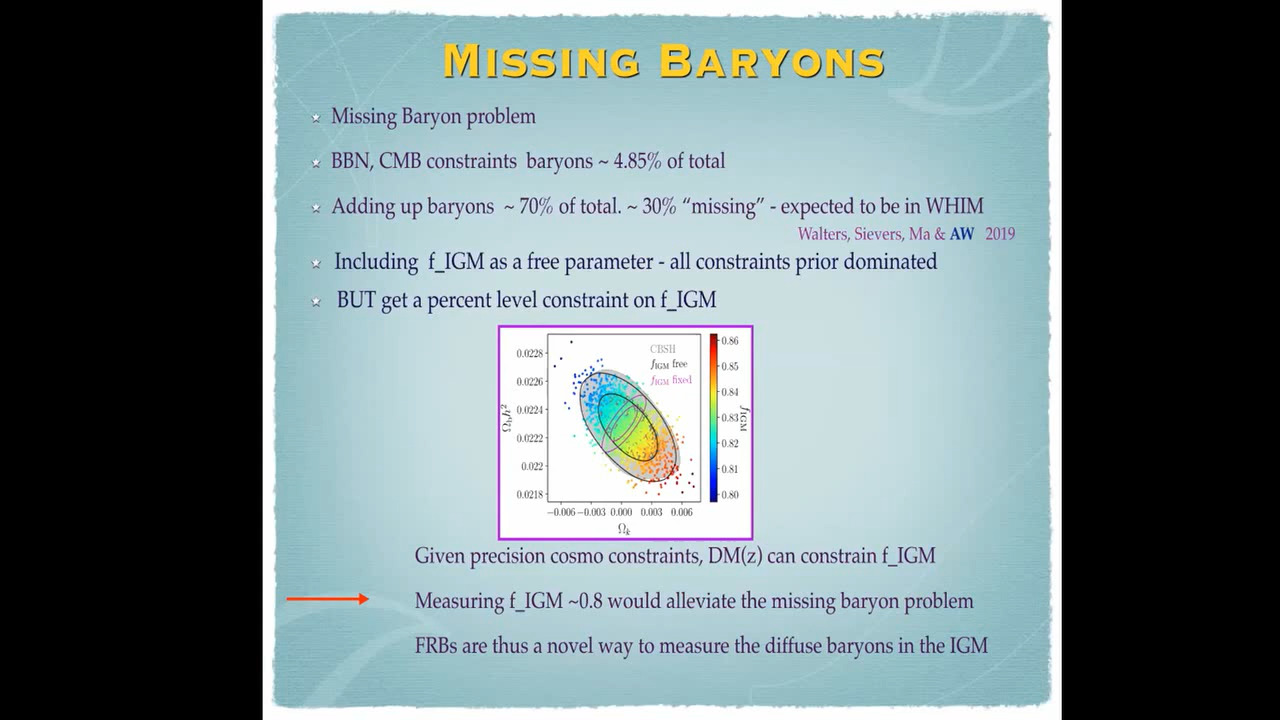 MISSING BARYONS
Missing Baryon problem
BBN, CMB constraints baryons ~ 4.85% of total
Adding up baryons ~ 70% of total. ~ 30% “missing” - expected to be in WHIM
Walters, Sievers, Ma & AW 2019
Including f_IGM as a free parameter - all constraints prior dominated
BUT get a percent level constraint on f_IGM
CBSH
f_IGM free
f_IGM fixed
0.0228
0.0226
0.0224
0.0222
0.022
0.0218
Ω_b h²
−0.006 −0.003 0.000 0.003 0.006
Ω_k
0.86
0.85
0.84
0.83
0.82
0.81
0.80
f_IGM
Given precision cosmo constraints, DM(z) can constrain f_IGM
Measuring f_IGM ~0.8 would alleviate the missing baryon problem
FRBs are thus a novel way to measure the diffuse baryons in the IGM